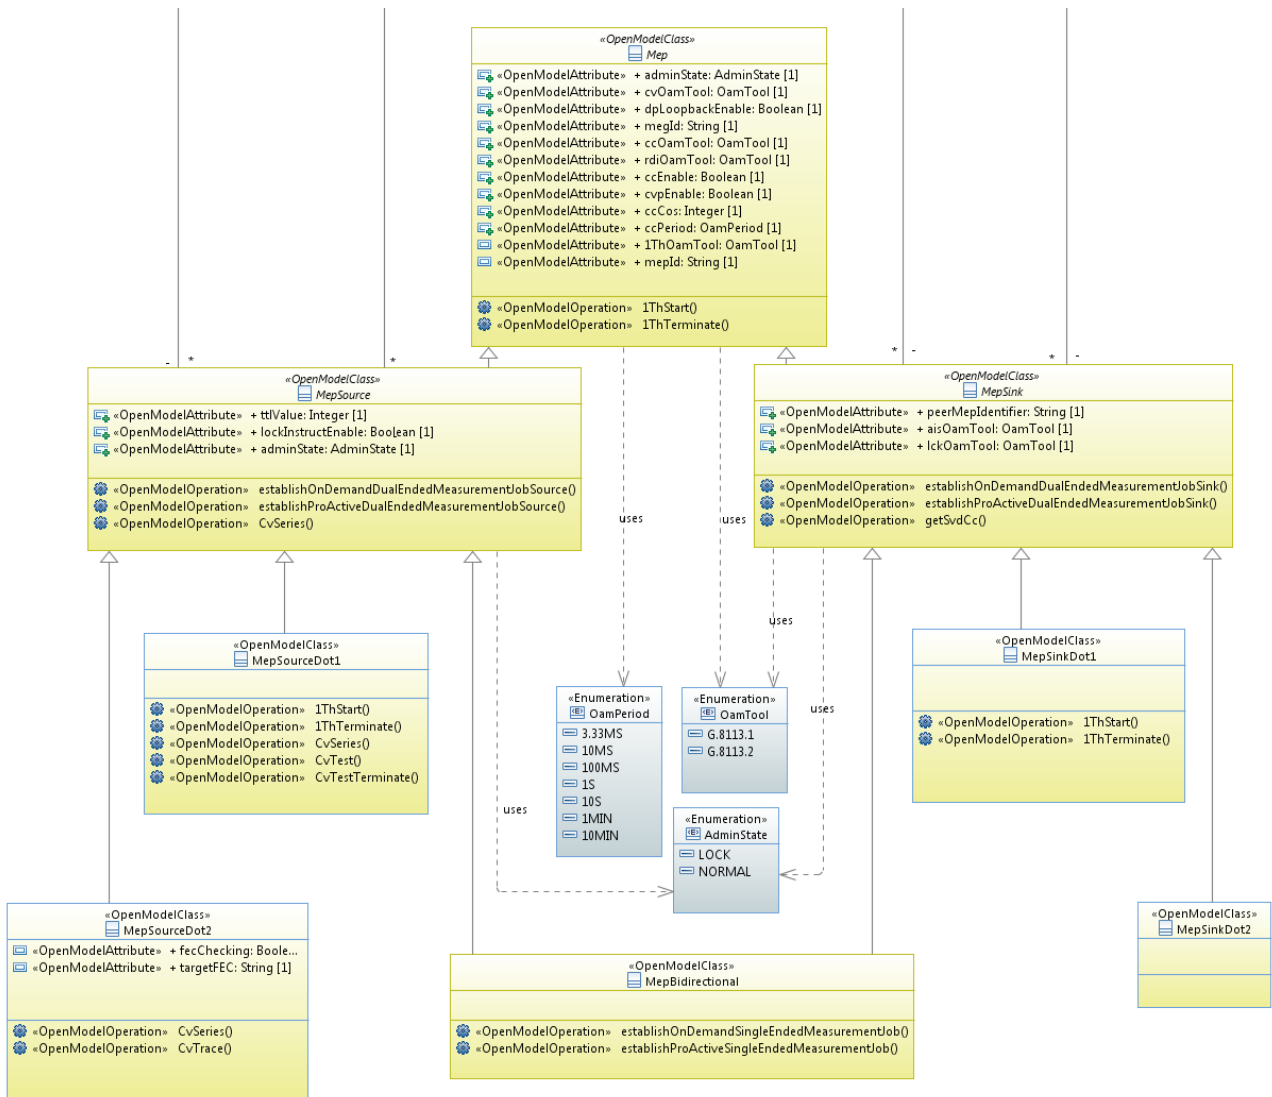 «OpenModelClass»
Mep
«OpenModelAttribute» + adminState: AdminState [1]
«OpenModelAttribute» + cvOamTool: OamTool [1]
«OpenModelAttribute» + dpLoopbackEnable: Boolean [1]
«OpenModelAttribute» + megId: String [1]
«OpenModelAttribute» + ccOamTool: OamTool [1]
«OpenModelAttribute» + rdiOamTool: OamTool [1]
«OpenModelAttribute» + ccEnable: Boolean [1]
«OpenModelAttribute» + cvpEnable: Boolean [1]
«OpenModelAttribute» + ccCos: Integer [1]
«OpenModelAttribute» + ccPeriod: OamPeriod [1]
«OpenModelAttribute» + 1ThOamTool: OamTool [1]
«OpenModelAttribute» + mepId: String [1]
«OpenModelOperation» 1ThStart()
«OpenModelOperation» 1ThTerminate()
- * *
* - * -
«OpenModelClass»
MepSource
«OpenModelAttribute» + ttlValue: Integer [1]
«OpenModelAttribute» + lockInstructEnable: Boolean [1]
«OpenModelAttribute» + adminState: AdminState [1]
«OpenModelOperation» establishOnDemandDualEndedMeasurementJobSource()
«OpenModelOperation» establishProActiveDualEndedMeasurementJobSource()
«OpenModelOperation» CvSeries()
«OpenModelClass»
MepSink
«OpenModelAttribute» + peerMepIdentifier: String [1]
«OpenModelAttribute» + aisOamTool: OamTool [1]
«OpenModelAttribute» + lckOamTool: OamTool [1]
«OpenModelOperation» establishOnDemandDualEndedMeasurementJobSink()
«OpenModelOperation» establishProActiveDualEndedMeasurementJobSink()
«OpenModelOperation» getSvdCc()
uses
uses
uses
uses
uses
«OpenModelClass»
MepSourceDot1
«OpenModelOperation» 1ThStart()
«OpenModelOperation» 1ThTerminate()
«OpenModelOperation» CvSeries()
«OpenModelOperation» CvTest()
«OpenModelOperation» CvTestTerminate()
«Enumeration»
OamPeriod
3.33MS
10MS
100MS
1S
10S
1MIN
10MIN
«Enumeration»
OamTool
G.8113.1
G.8113.2
«Enumeration»
AdminState
LOCK
NORMAL
«OpenModelClass»
MepSinkDot1
«OpenModelOperation» 1ThStart()
«OpenModelOperation» 1ThTerminate()
«OpenModelClass»
MepSourceDot2
«OpenModelAttribute» + fecChecking: Boole...
«OpenModelAttribute» + targetFEC: String [1]
«OpenModelOperation» CvSeries()
«OpenModelOperation» CvTrace()
«OpenModelClass»
MepBidirectional
«OpenModelOperation» establishOnDemandSingleEndedMeasurementJob()
«OpenModelOperation» establishProActiveSingleEndedMeasurementJob()
«OpenModelClass»
MepSinkDot2